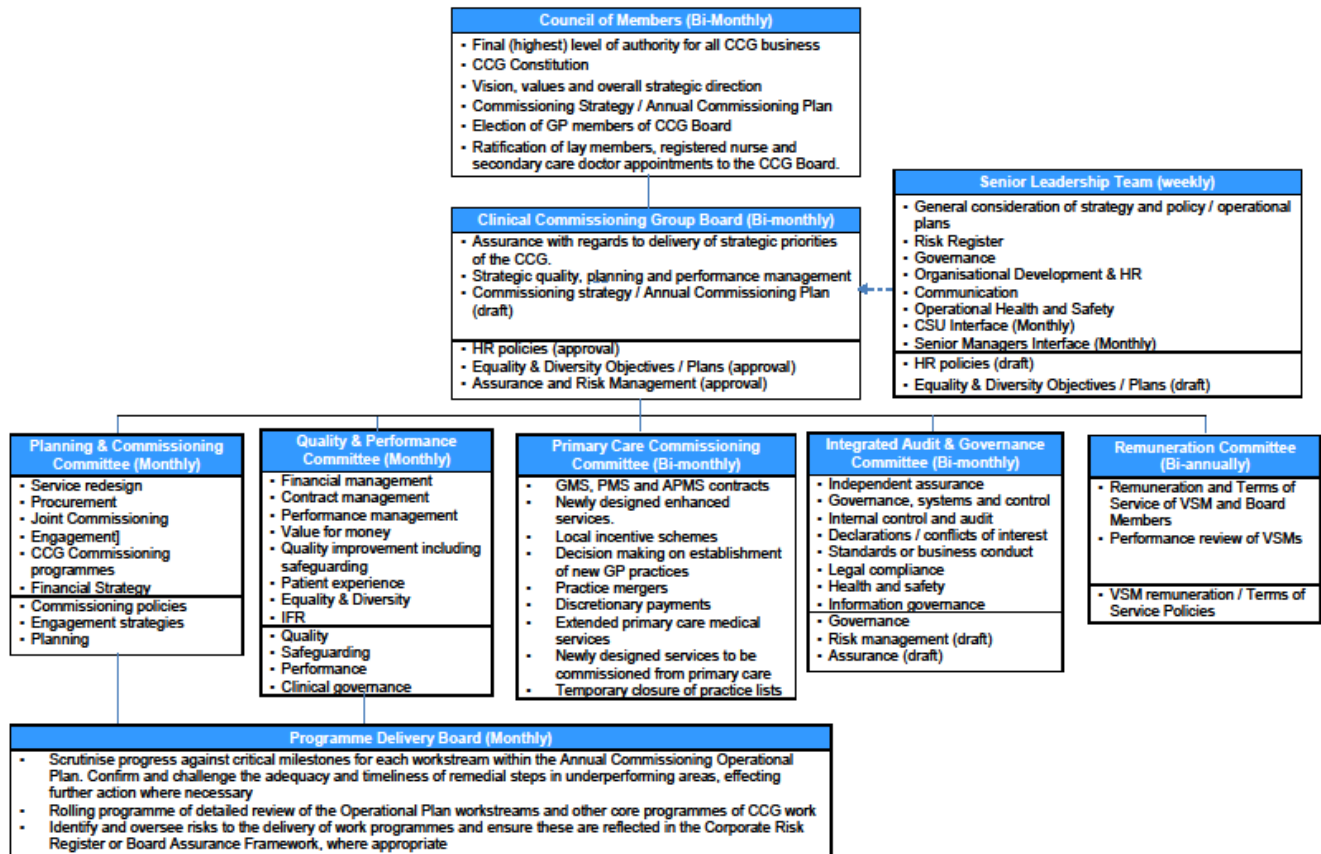 Council of Members (Bi-Monthly)
▪ Final (highest) level of authority for all CCG business
▪ CCG Constitution
▪ Vision, values and overall strategic direction
▪ Commissioning Strategy / Annual Commissioning Plan
▪ Election of GP members of CCG Board
▪ Ratification of lay members, registered nurse and
secondary care doctor appointments to the CCG Board.
Senior Leadership Team (weekly)
▪ General consideration of strategy and policy / operational
plans
▪ Risk Register
▪ Governance
▪ Organisational Development & HR
▪ Communication
▪ Operational Health and Safety
▪ CSU Interface (Monthly)
▪ Senior Managers Interface (Monthly)
▪ HR policies (draft)
▪ Equality & Diversity Objectives / Plans (draft)
Clinical Commissioning Group Board (Bi-monthly)
▪ Assurance with regards to delivery of strategic priorities
of the CCG.
▪ Strategic quality, planning and performance management
▪ Commissioning strategy / Annual Commissioning Plan
(draft)
▪ HR policies (approval)
▪ Equality & Diversity Objectives / Plans (approval)
▪ Assurance and Risk Management (approval)
Planning & Commissioning
Committee (Monthly)
▪ Service redesign
▪ Procurement
▪ Joint Commissioning
▪ Engagement]
▪ CCG Commissioning
programmes
▪ Financial Strategy
▪ Commissioning policies
▪ Engagement strategies
▪ Planning
Quality & Performance
Committee (Monthly)
▪ Financial management
▪ Contract management
▪ Performance management
▪ Value for money
▪ Quality improvement including
safeguarding
▪ Patient experience
▪ Equality & Diversity
▪ IFR
▪ Quality
▪ Safeguarding
▪ Performance
▪ Clinical governance
Primary Care Commissioning
Committee (Bi-monthly)
▪ GMS, PMS and APMS contracts
▪ Newly designed enhanced
services.
▪ Local incentive schemes
▪ Decision making on establishment
of new GP practices
▪ Practice mergers
▪ Discretionary payments
▪ Extended primary care medical
services
▪ Newly designed services to be
commissioned from primary care
▪ Temporary closure of practice lists
Integrated Audit & Governance
Committee (Bi-monthly)
▪ Independent assurance
▪ Governance, systems and control
▪ Internal control and audit
▪ Declarations / conflicts of interest
▪ Standards or business conduct
▪ Legal compliance
▪ Health and safety
▪ Information governance
▪ Governance
▪ Risk management (draft)
▪ Assurance (draft)
Remuneration Committee
(Bi-annually)
▪ Remuneration and Terms of
Service of VSM and Board
Members
▪ Performance review of VSMs
▪ VSM remuneration / Terms of
Service Policies
Programme Delivery Board (Monthly)
▪ Scrutinise progress against critical milestones for each workstream within the Annual Commissioning Operational
Plan. Confirm and challenge the adequacy and timeliness of remedial steps in underperforming areas, effecting
further action where necessary
▪ Rolling programme of detailed review of the Operational Plan workstreams and other core programmes of CCG work
▪ Identify and oversee risks to the delivery of work programmes and ensure these are reflected in the Corporate Risk
Register or Board Assurance Framework, where appropriate